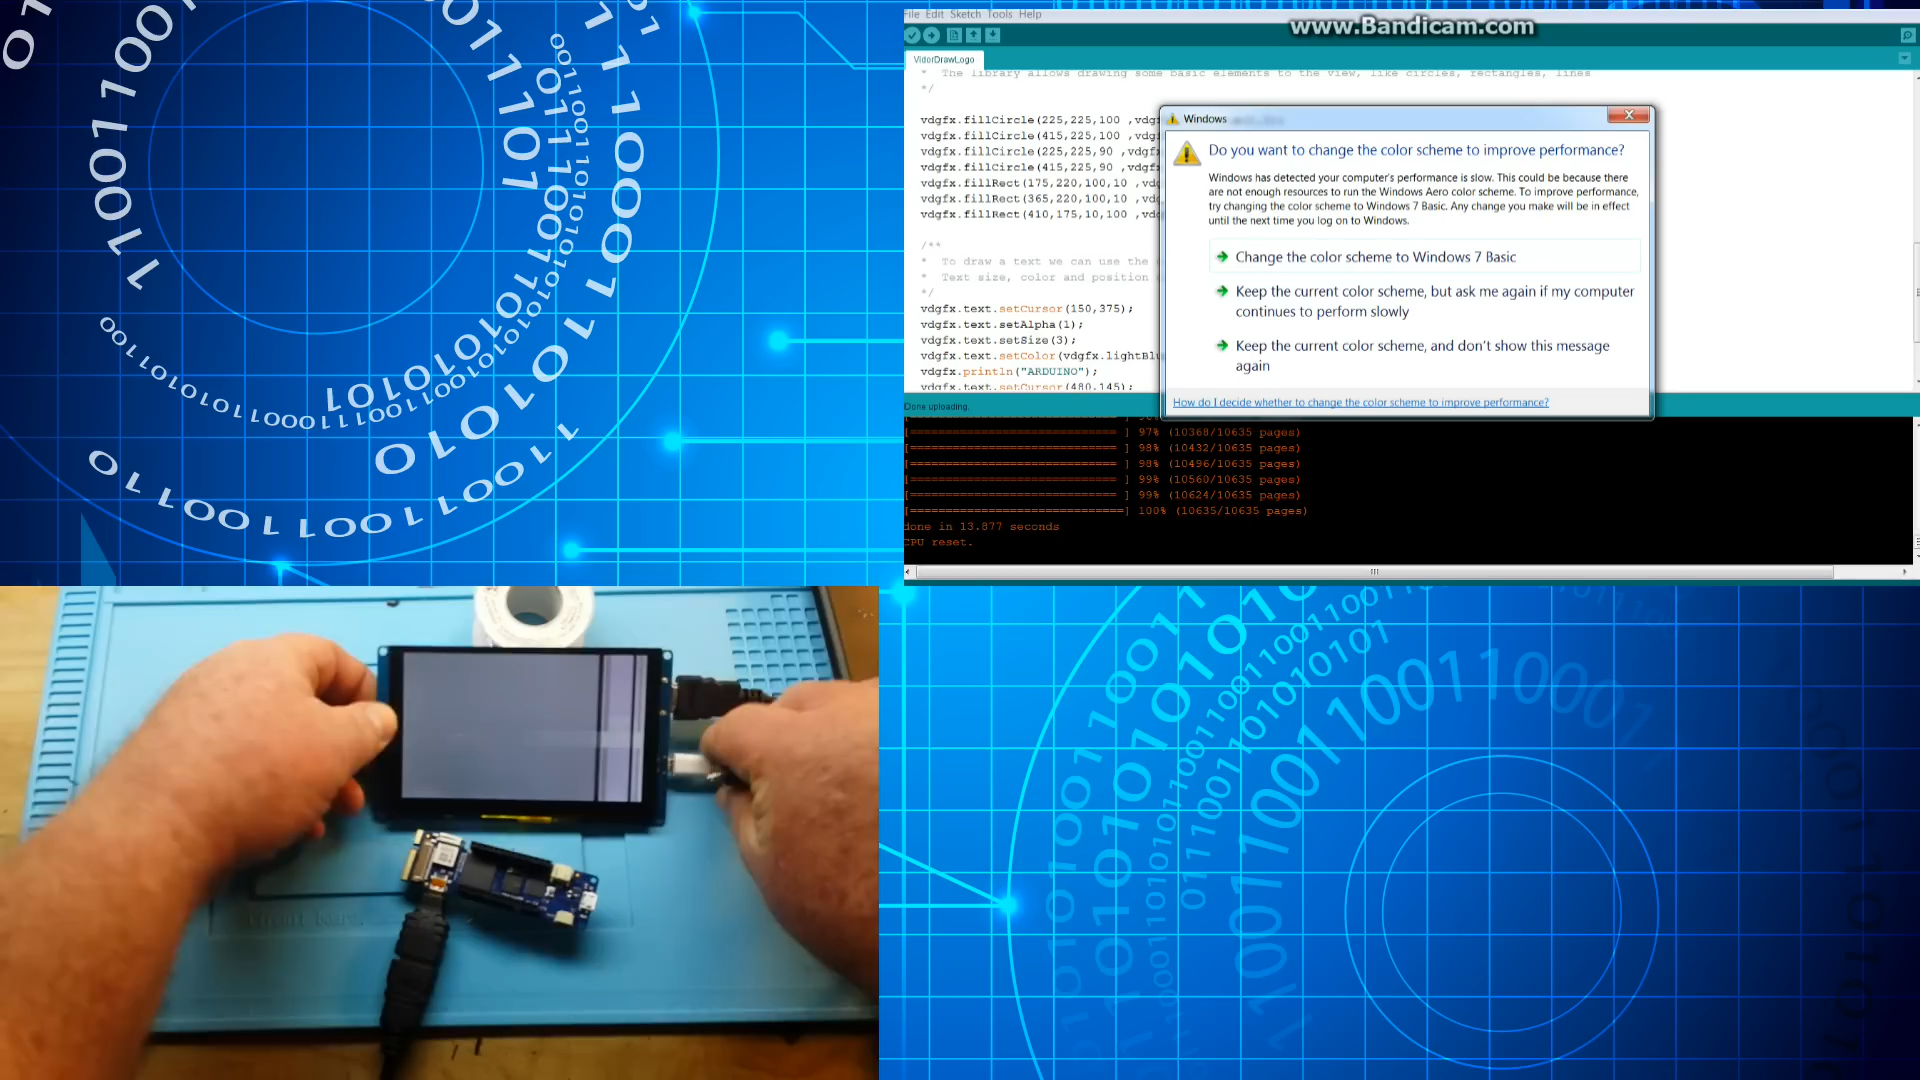 File Edit Sketch Tools Help
www.Bandicam.com
VidorDrawLogo
* The library allows drawing some basic elements to the view, like circles, rectangles, lines
*/
vdgfx.fillCircle(225,225,100 ,vdg
vdgfx.fillCircle(415,225,100 ,vdg
vdgfx.fillCircle(225,225,90 ,vdg
vdgfx.fillCircle(415,225,90 ,vdg
vdgfx.fillRect(175,220,100,10 ,vdg
vdgfx.fillRect(365,220,100,10 ,vdg
vdgfx.fillRect(410,175,10,100 ,vdg
/**
* To draw a text we can use the
* Text size, color and position
*/
vdgfx.text.setCursor(150,375);
vdgfx.text.setAlpha(1);
vdgfx.text.setSize(3);
vdgfx.text.setColor(vdgfx.lightBlu
vdgfx.println("ARDUINO");
vdgfx.text.setCursor(480,145);
Windows
Do you want to change the color scheme to improve performance?
Windows has detected your computer's performance is slow. This could be because there
are not enough resources to run the Windows Aero color scheme. To improve performance,
try changing the color scheme to Windows 7 Basic. Any change you make will be in effect
until the next time you log on to Windows.
Change the color scheme to Windows 7 Basic
Keep the current color scheme, but ask me again if my computer
continues to perform slowly
Keep the current color scheme, and don't show this message
again
How do I decide whether to change the color scheme to improve performance?
Done uploading.
[============================== ] 97% (10368/10635 pages)
[============================== ] 98% (10432/10635 pages)
[============================== ] 98% (10496/10635 pages)
[============================== ] 99% (10560/10635 pages)
[============================== ] 99% (10624/10635 pages)
[===============================] 100% (10635/10635 pages)
done in 13.877 seconds
CPU reset.